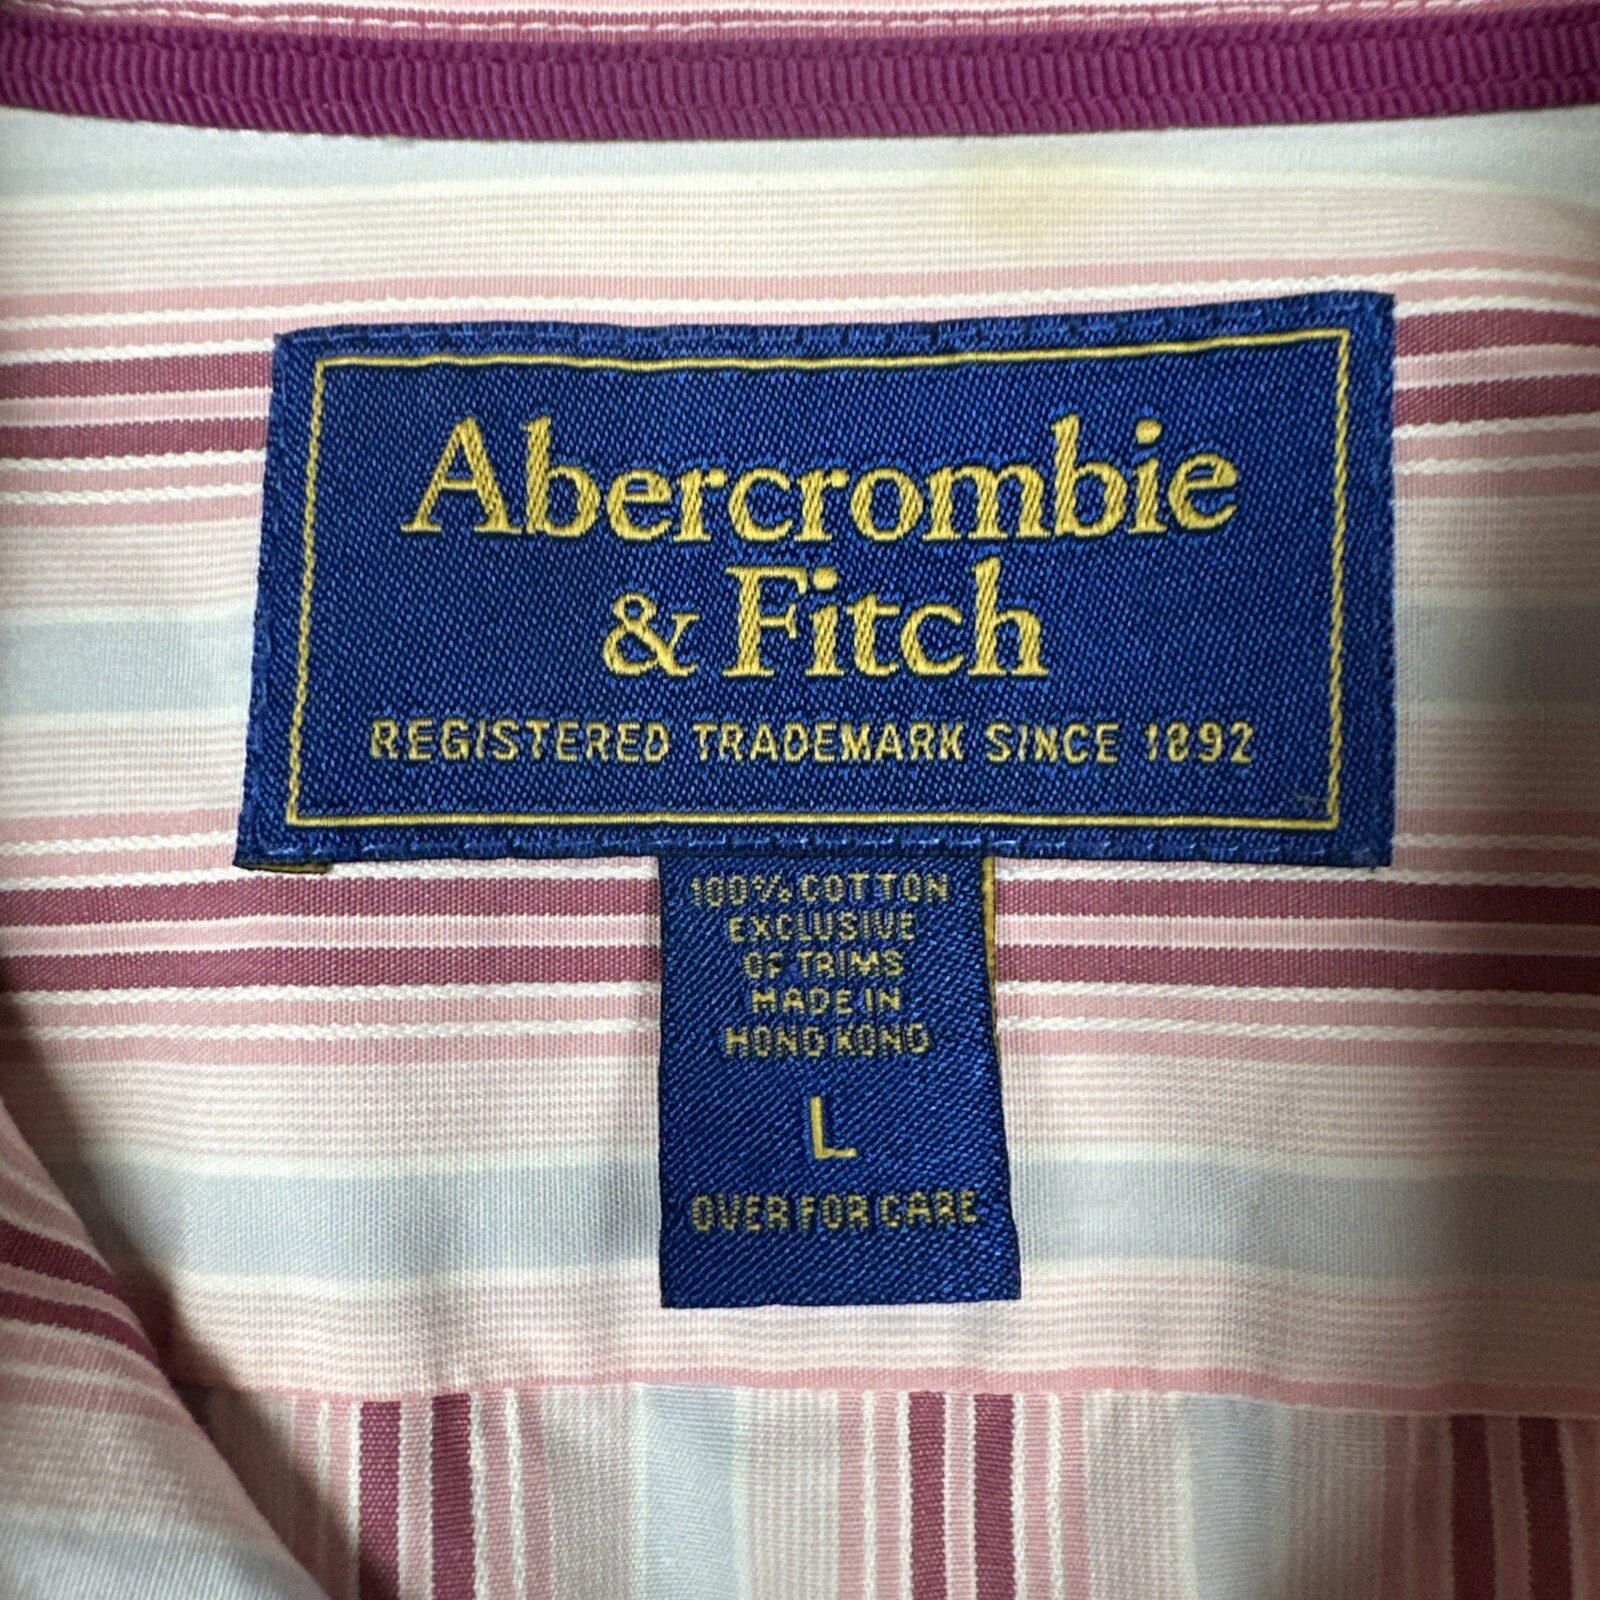 Abercrombie
& Fitch
REGISTERED TRADEMARK SINCE 1892
100% COTTON
EXCLUSIVE
OF TRIMS
MADE IN
HONG KONG
L
OVER FOR CARE